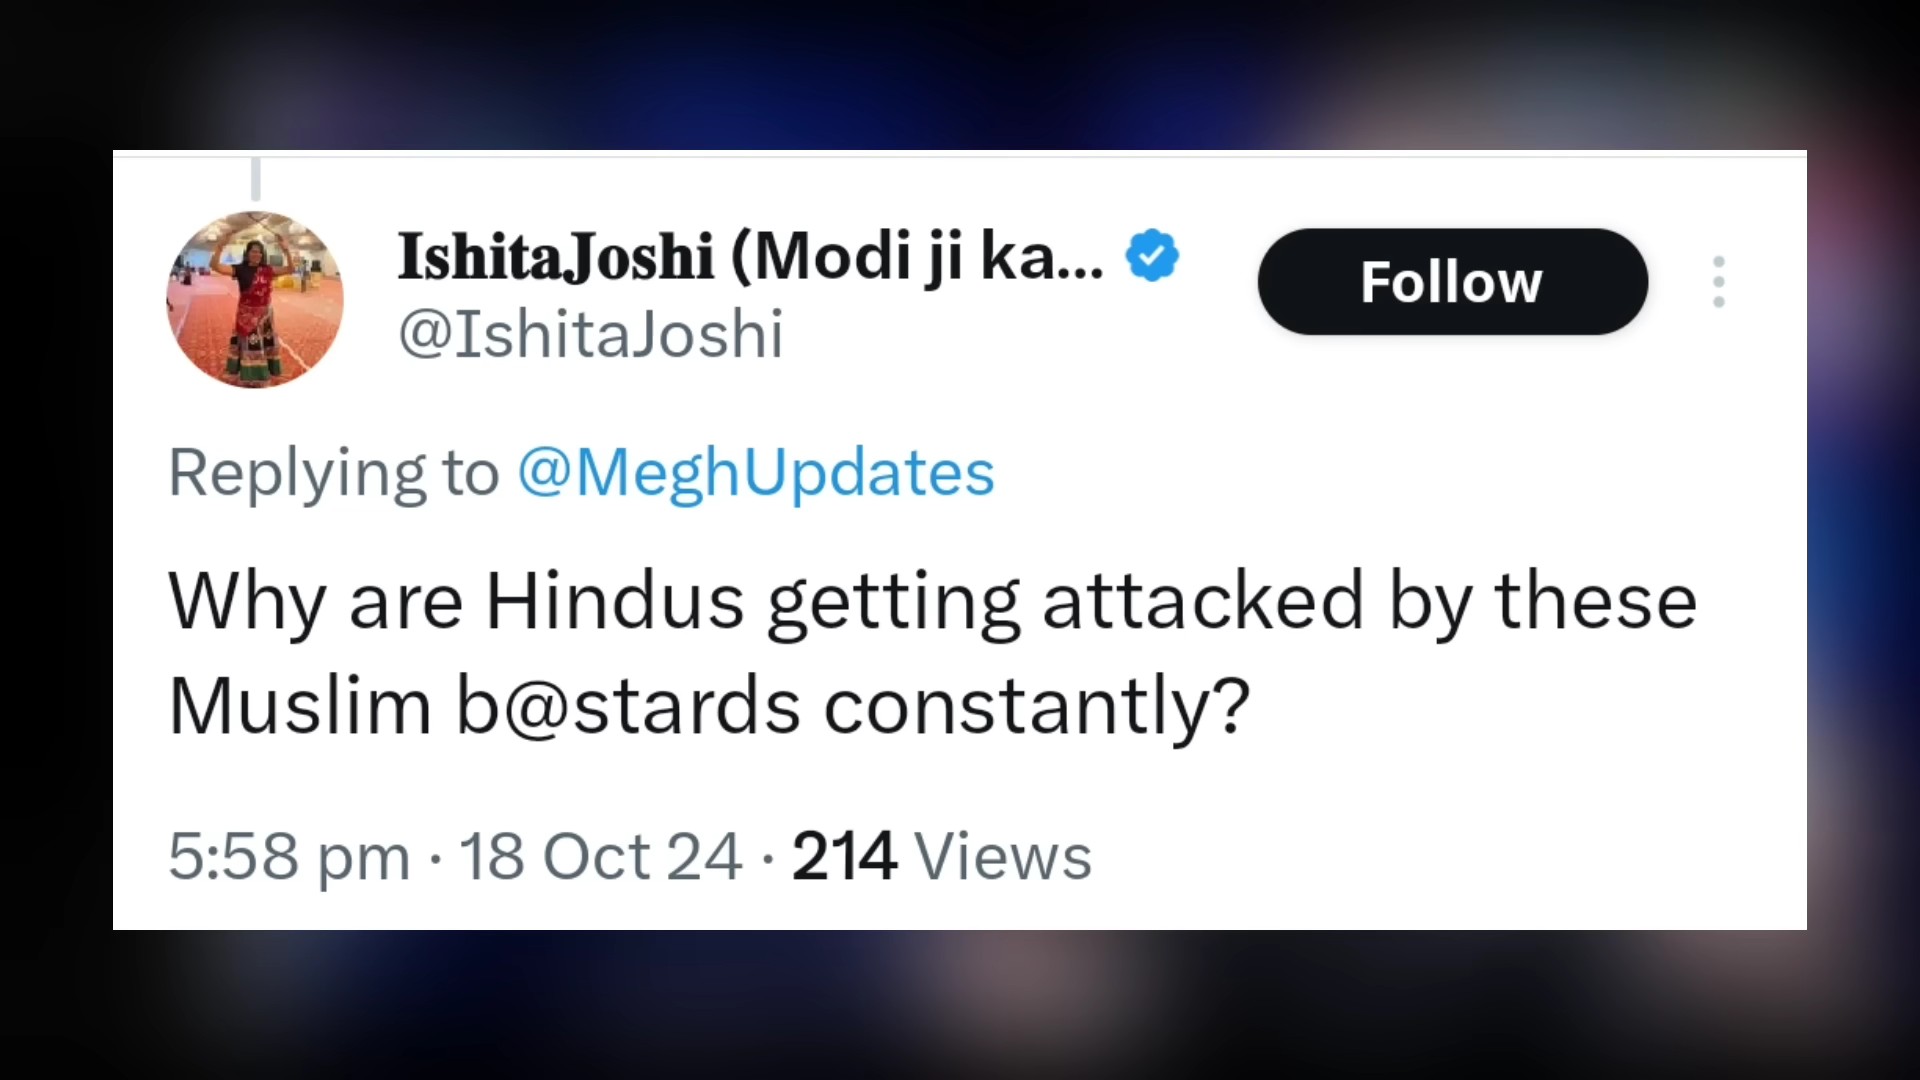 IshitaJoshi (Modi ji ka...
Follow
@IshitaJoshi
Replying to @MeghUpdates
Why are Hindus getting attacked by these
Muslim b@stards constantly?
5:58 pm · 18 Oct 24 · 214 Views